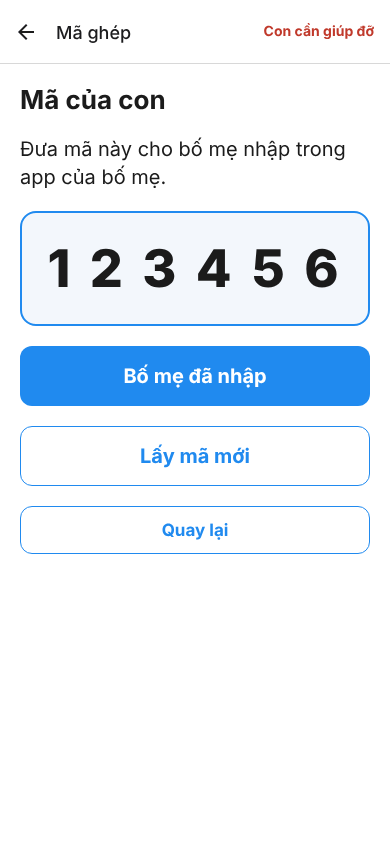 Mã ghép
Con cần giúp đỡ
Mã của con
Đưa mã này cho bố mẹ nhập trong
app của bố mẹ.
1 2 3 4 5 6
Bố mẹ đã nhập
Lấy mã mới
Quay lại